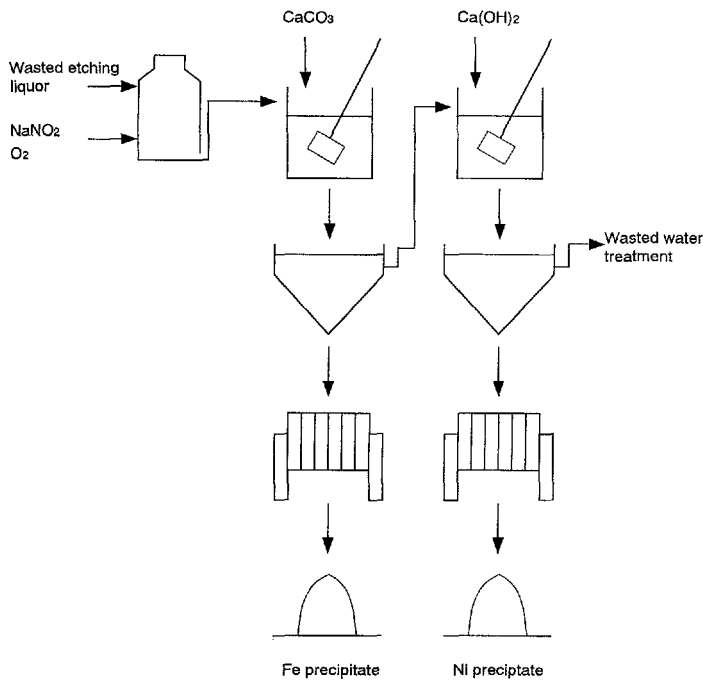 CaCO3
Ca(OH)2
Wasted etching
liquor
NaNO2
O2
Wasted water
treatment
Fe precipitate
NI preciptate